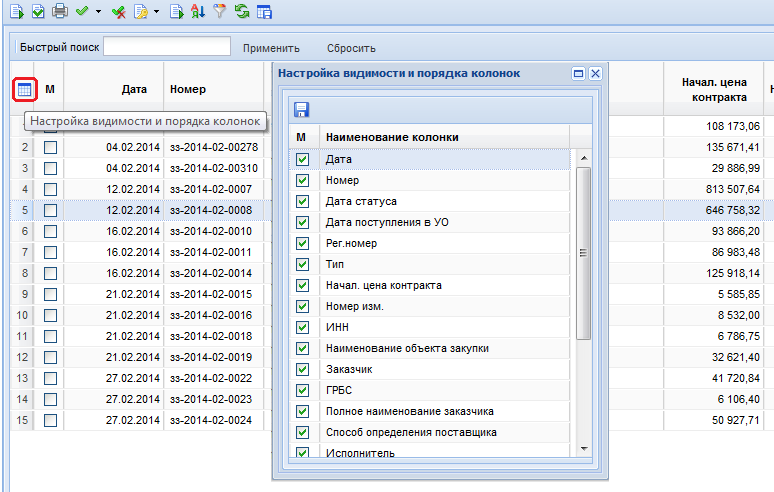 Быстрый поиск Применить Сбросить
Настройка видимости и порядка колонок
М Дата Номер
Начал. цена
контракта
Настройка видимости и порядка колонок
М Наименование колонки
108 173,06
2 04.02.2014 зз-2014-02-00278 135 671,41
3 04.02.2014 зз-2014-02-00310 29 886,99
4 12.02.2014 зз-2014-02-0007 813 507,64
5 12.02.2014 зз-2014-02-0008 646 758,32
6 16.02.2014 зз-2014-02-0010 93 866,20
7 16.02.2014 зз-2014-02-0011 86 983,48
8 16.02.2014 зз-2014-02-0014 125 918,14
9 21.02.2014 зз-2014-02-0015 5 585,85
10 21.02.2014 зз-2014-02-0016 8 532,00
11 21.02.2014 зз-2014-02-0018 6 786,75
12 21.02.2014 зз-2014-02-0019 32 621,40
13 27.02.2014 зз-2014-02-0022 41 720,84
14 27.02.2014 зз-2014-02-0023 6 106,40
15 27.02.2014 зз-2014-02-0024 50 927,71
Дата
Номер
Дата статуса
Дата поступления в УО
Рег.номер
Тип
Начал. цена контракта
Номер изм.
ИНН
Наименование объекта закупки
Заказчик
ГРБС
Полное наименование заказчика
Способ определения поставщика
Исполнитель